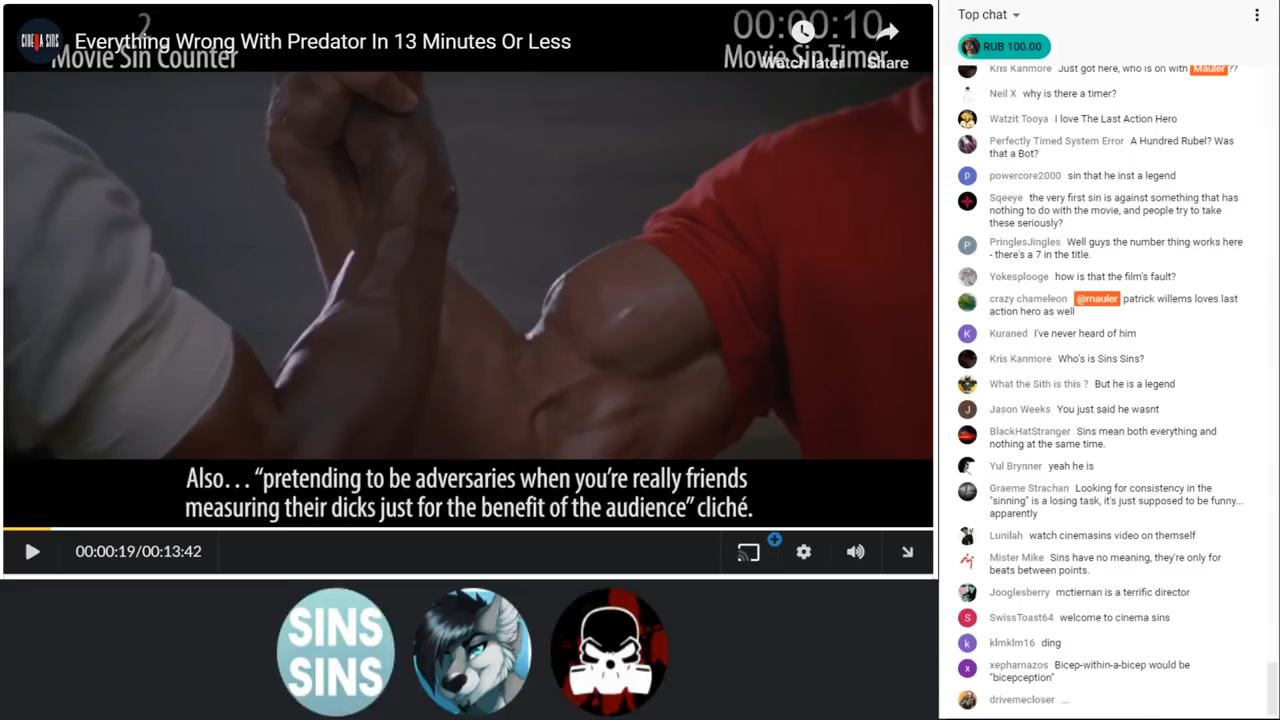 CINEMA SINS
Everything Wrong With Predator In 13 Minutes Or Less
2
Movie Sin Counter
00:00:10
Movie Sin Timer
Watch later
Share
Also… “pretending to be adversaries when you’re really friends
measuring their dicks just for the benefit of the audience” cliché.
00:00:19/00:13:42
SINS
SINS
Top chat
RUB 100.00
Kris Kanmore Just got here, who is on with Mauler ??
Neil X why is there a timer?
Watzit Tooya I love The Last Action Hero
Perfectly Timed System Error A Hundred Rubel? Was
that a Bot?
P powercore2000 sin that he inst a legend
Sqeeye the very first sin is against something that has
nothing to do with the movie, and people try to take
these seriously?
P PringlesJingles Well guys the number thing works here
- there's a 7 in the title.
Yokesplooge how is that the film's fault?
crazy chameleon @mauler patrick willems loves last
action hero as well
K Kuraned I've never heard of him
Kris Kanmore Who's is Sins Sins?
What the Sith is this ? But he is a legend
J Jason Weeks You just said he wasnt
BlackHatStranger Sins mean both everything and
nothing at the same time.
Yul Brynner yeah he is
Graeme Strachan Looking for consistency in the
"sinning" is a losing task, it's just supposed to be funny...
apparently
Lunilah watch cinemasins video on themself
Mister Mike Sins have no meaning, they're only for
beats between points.
Jooglesberry mctiernan is a terrific director
S SwissToast64 welcome to cinema sins
k klmklm16 ding
x xepharnazos Bicep-within-a-bicep would be
"bicepception"
drivemecloser ...